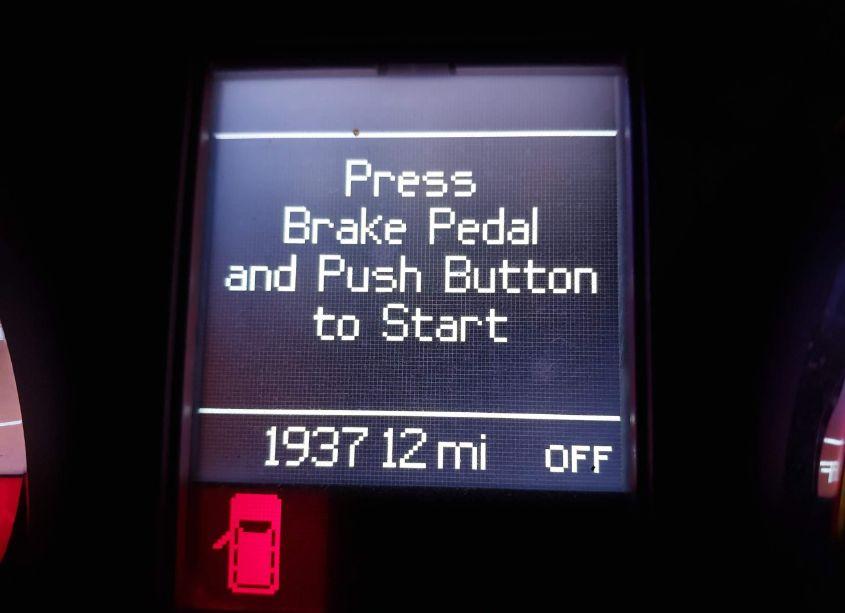 Press
Brake Pedal
and Push Button
to Start
193712 mi OFF